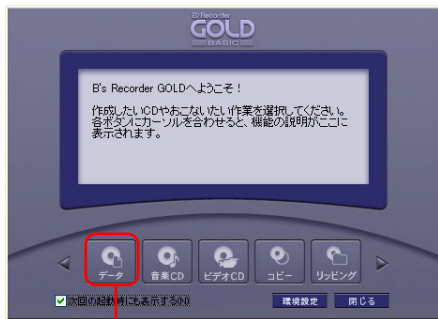 B's Recorder
GOLD
BASIC
B's Recorder GOLDへようこそ！
作成したいCDやおこないたい作業を選択してください。
各ボタンにカーソルを合わせると、機能の説明がここに
表示されます。
データ
音楽CD
ビデオCD
コピー
リッピング
次回の起動時にも表示する(N)
環境設定
閉じる